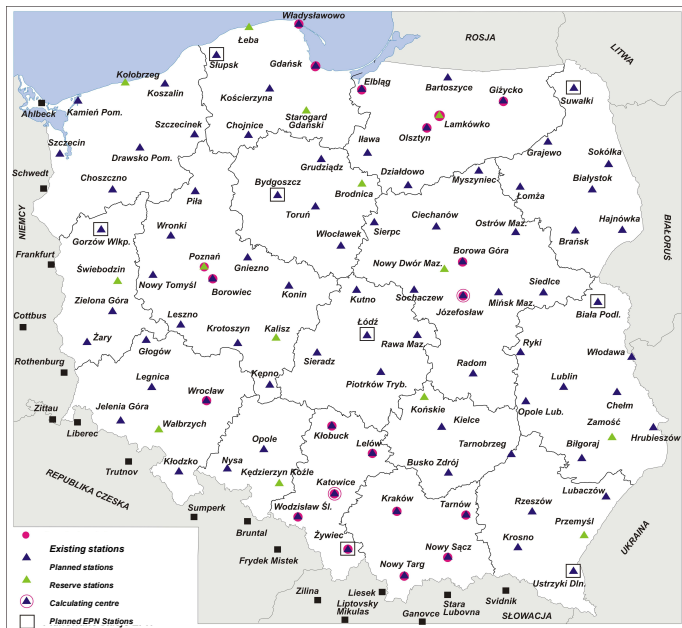 Władysławowo
Łeba
ROSJA
LITWA
Słupsk
Gdańsk
Kołobrzeg
Koszalin
Elbląg
Bartoszyce
Giżycko
Suwałki
Ahlbeck
Kamień Pom.
Kościerzyna
Starogard
Gdański
Lamkówko
Olsztyn
Szczecinek
Chojnice
Szczecin
Drawsko Pom.
Iława
Grajewo
Sokółka
Grudziądz
Działdowo
Myszyniec
Schwedt
Choszczno
Piła
Bydgoszcz
Brodnica
Łomża
Białystok
Toruń
NIEMCY
Gorzów Wlkp.
Wronki
Włocławek
Sierpc
Ciechanów
Ostrów Maz.
Hajnówka
Brańsk
BIAŁORUŚ
Frankfurt
Poznań
Gniezno
Borowa Góra
Nowy Dwór Maz.
Świebodzin
Nowy Tomyśl
Borowiec
Konin
Kutno
Sochaczew
Józefosław
Mińsk Maz.
Siedlce
Biała Podl.
Zielona Góra
Leszno
Krotoszyn
Kalisz
Łódź
Rawa Maz.
Cottbus
Żary
Głogów
Sieradz
Ryki
Włodawa
Rothenburg
Legnica
Kępno
Piotrków Tryb.
Radom
Lublin
Wrocław
Końskie
Opole Lub.
Chełm
Zittau
Jelenia Góra
Wałbrzych
Kłobuck
Kielce
Zamość
Liberec
Hrubieszów
Opole
Lelów
Tarnobrzeg
Biłgoraj
Trutnov
Kłodzko
Nysa
Kędzierzyn Koźle
Busko Zdrój
REPUBLIKA CZESKA
Katowice
Lubaczów
Sumperk
Wodzisław Śl.
Kraków
Tarnów
Rzeszów
Przemyśl
Bruntal
Żywiec
Krosno
UKRAINA
Frydek Mistek
Nowy Sącz
Nowy Targ
Ustrzyki Dln.
Existing stations
Planned stations
Reserve stations
Calculating centre
Planned EPN Stations
Zilina
Liesek
Liptovsky
Mikulas
Stara
Lubovna
Svidnik
Ganovce
SŁOWACJA